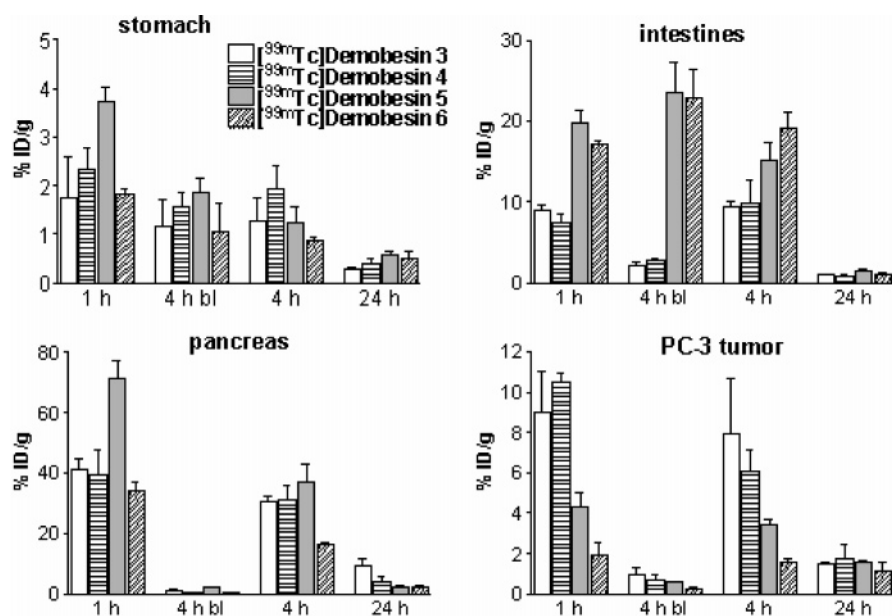 stomach
% ID/g
5
4
3
2
1
0
[⁹⁹ᵐTc]Demobesin 3
[⁹⁹ᵐTc]Demobesin 4
[⁹⁹ᵐTc]Demobesin 5
[⁹⁹ᵐTc]Demobesin 6
1 h 4 h bl 4 h 24 h
intestines
% ID/g
30
20
10
0
1 h 4 h bl 4 h 24 h
pancreas
% ID/g
80
60
40
20
0
1 h 4 h bl 4 h 24 h
PC-3 tumor
% ID/g
12
10
8
6
4
2
0
1 h 4 h bl 4 h 24 h